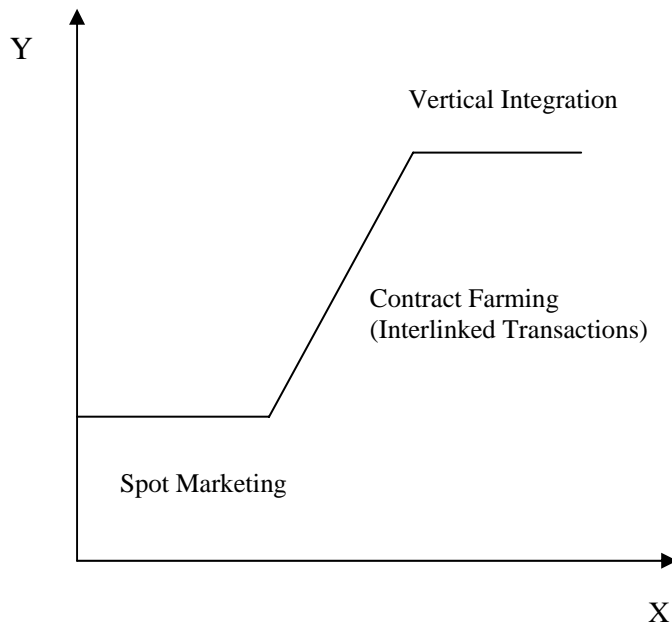 Y
Vertical Integration
Contract Farming
(Interlinked Transactions)
Spot Marketing
X